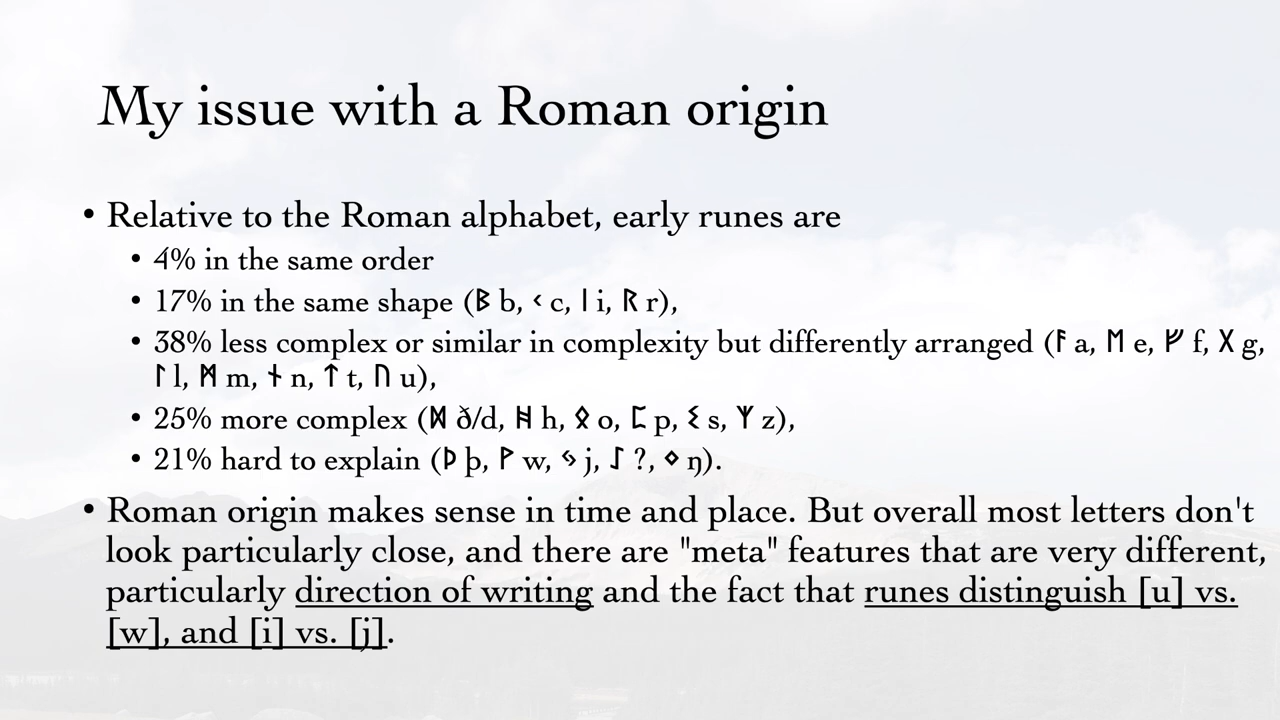 My issue with a Roman origin
• Relative to the Roman alphabet, early runes are
• 4% in the same order
• 17% in the same shape (ᛒ b, ᚲ c, ᛁ i, ᚱ r),
• 38% less complex or similar in complexity but differently arranged (ᚨ a, ᛖ e, ᚠ f, ᚷ g,
ᛚ l, ᛗ m, ᚾ n, ᛏ t, ᚢ u),
• 25% more complex (ᛞ ð/d, ᚺ h, ᛟ o, ᛈ p, ᛊ s, ᛉ z),
• 21% hard to explain (ᚦ þ, ᚹ w, ᛃ j, ᛇ ?, ᛜ ŋ).
• Roman origin makes sense in time and place. But overall most letters don't
look particularly close, and there are "meta" features that are very different,
particularly direction of writing and the fact that runes distinguish [u] vs.
[w], and [i] vs. [j].